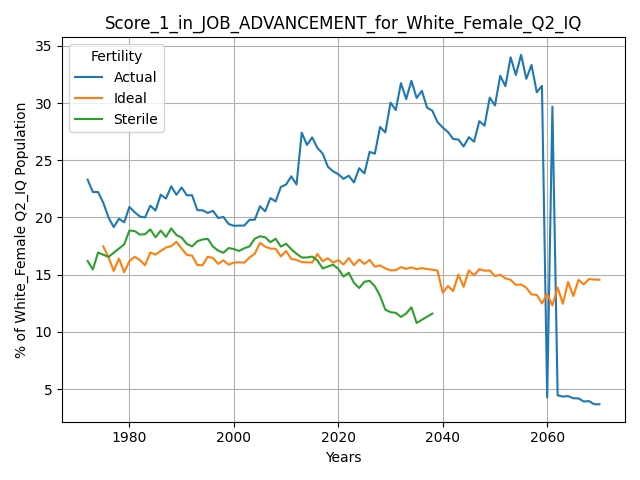 Score_1_in_JOB_ADVANCEMENT_for_White_Female_Q2_IQ
Fertility
Actual
Ideal
Sterile
% of White_Female Q2_IQ Population
35
30
25
20
15
10
5
1980
2000
2020
2040
2060
Years